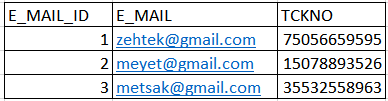 E_MAIL_ID E_MAIL TCKNO
1 zehtek@gmail.com 75056659595
2 meyet@gmail.com 15078893526
3 metsak@gmail.com 35532558963